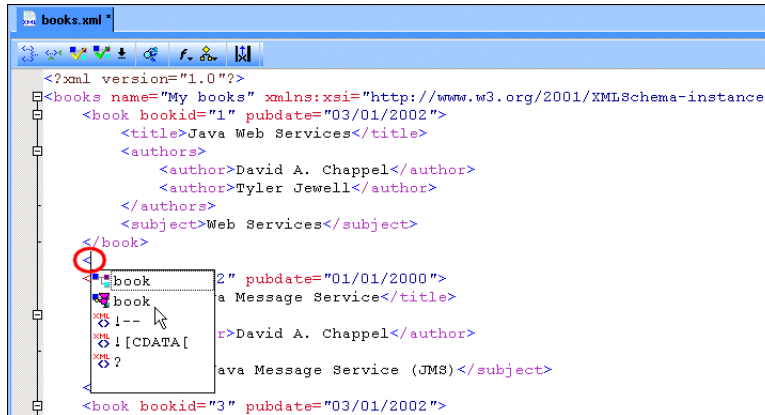 books.xml *
<?xml version="1.0"?>
<books name="My books" xmlns:xsi="http://www.w3.org/2001/XMLSchema-instance
<book bookid="1" pubdate="03/01/2002">
<title>Java Web Services</title>
<authors>
<author>David A. Chappel</author>
<author>Tyler Jewell</author>
</authors>
<subject>Web Services</subject>
</book>
<
book 2" pubdate="01/01/2000">
book a Message Service</title>
!--
![CDATA[ r>David A. Chappel</author>
?
ava Message Service (JMS)</subject>
<
<book bookid="3" pubdate="03/01/2002">